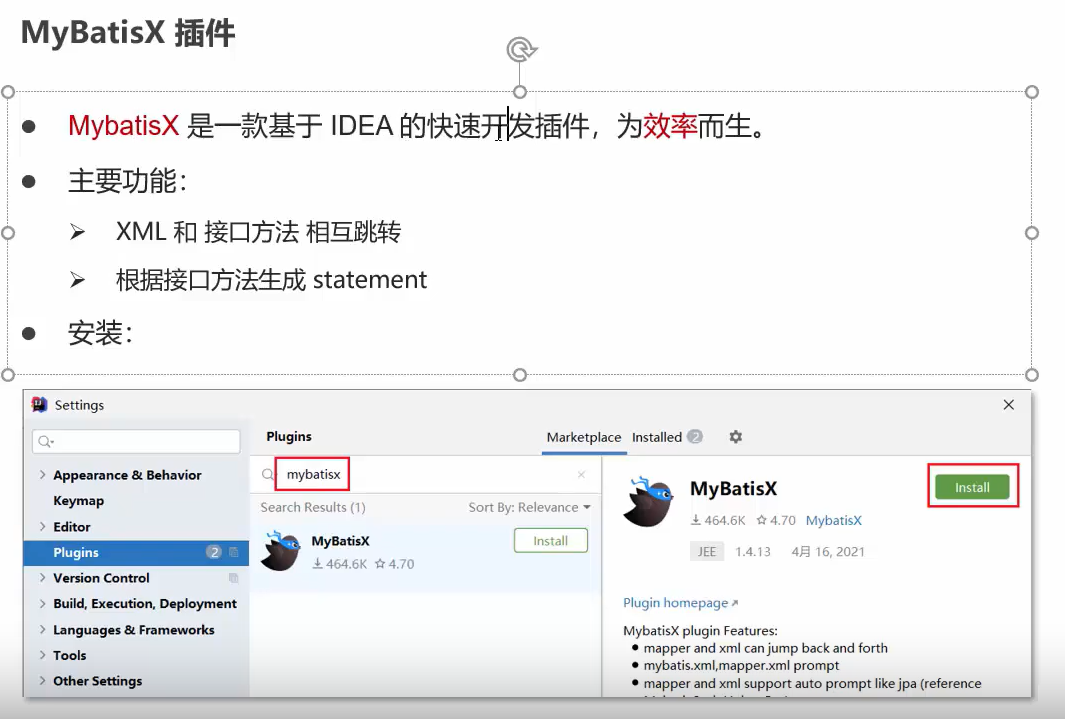 MyBatisX 插件
MybatisX 是一款基于 IDEA 的快速开发插件，为效率而生。
主要功能：
XML 和 接口方法 相互跳转
根据接口方法生成 statement
安装：
Settings
Appearance & Behavior
Keymap
Editor
Plugins 2
Version Control
Build, Execution, Deployment
Languages & Frameworks
Tools
Other Settings
Plugins
Marketplace Installed 2
mybatisx
Search Results (1) Sort By: Relevance
MyBatisX
464.6K 4.70
Install
MyBatisX
Install
464.6K 4.70 MybatisX
JEE 1.4.13 4月 16, 2021
Plugin homepage
MybatisX plugin Features:
mapper and xml can jump back and forth
mybatis.xml,mapper.xml prompt
mapper and xml support auto prompt like jpa (reference